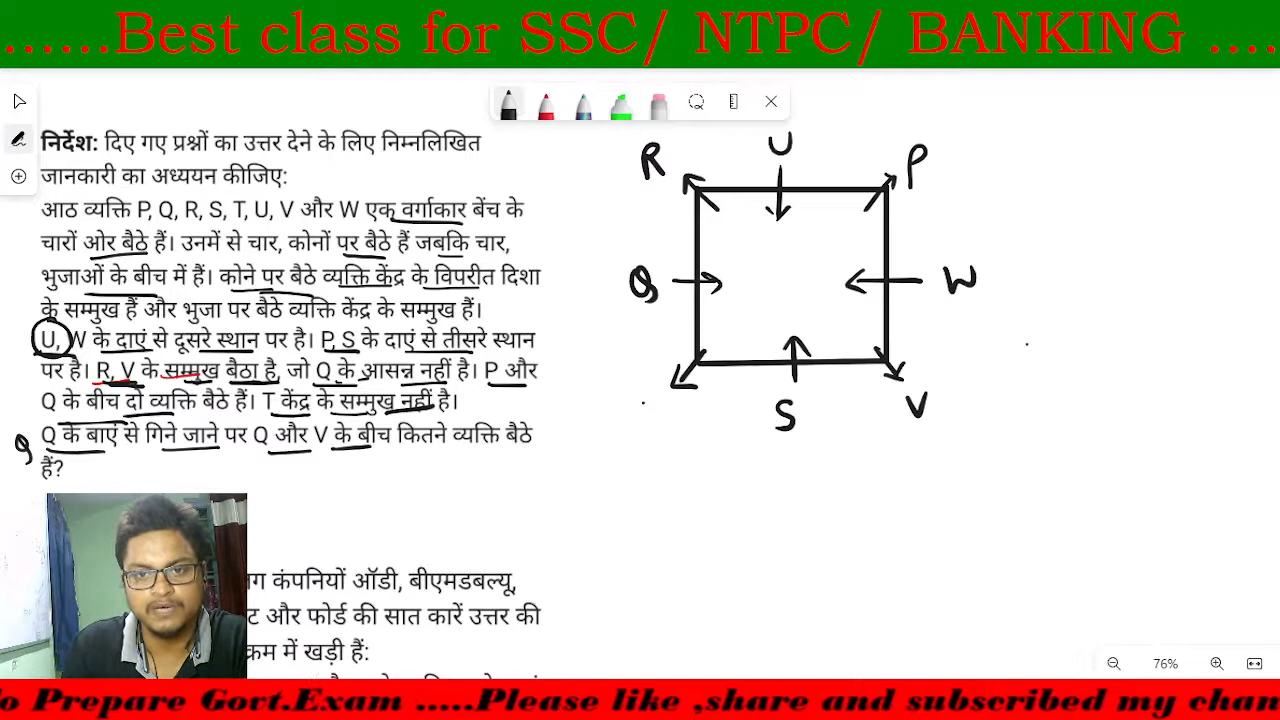 ......Best class for SSC/ NTPC/ BANKING ....
निर्देश: दिए गए प्रश्नों का उत्तर देने के लिए निम्नलिखित
जानकारी का अध्ययन कीजिए:
आठ व्यक्ति P, Q, R, S, T, U, V और W एक वर्गाकार बेंच के
चारों ओर बैठे हैं। उनमें से चार, कोनों पर बैठे हैं जबकि चार,
भुजाओं के बीच में हैं। कोने पर बैठे व्यक्ति केंद्र के विपरीत दिशा
के सम्मुख हैं और भुजा पर बैठे व्यक्ति केंद्र के सम्मुख हैं।
U, W के दाएं से दूसरे स्थान पर है। P, S के दाएं से तीसरे स्थान
पर है। R, V के सम्मुख बैठा है, जो Q के आसन्न नहीं है। P और
Q के बीच दो व्यक्ति बैठे हैं। T केंद्र के सम्मुख नहीं है।
Q के बाएं से गिने जाने पर Q और V के बीच कितने व्यक्ति बैठे
हैं?
Q
R U P
Q W
S V
कंपनियों ऑडी, बीएमडबल्यू,
और फोर्ड की सात कारें उत्तर की
क्रम में खड़ी हैं:
76%
o Prepare Govt.Exam .....Please like ,share and subscribed my chan